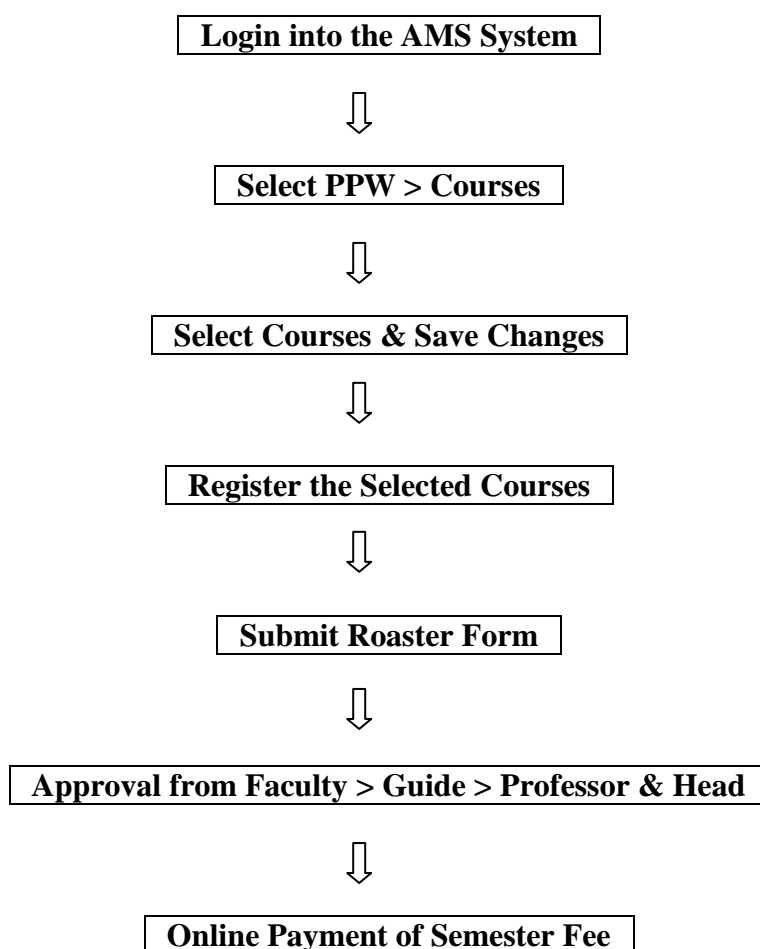 Login into the AMS System
Select PPW > Courses
Select Courses & Save Changes
Register the Selected Courses
Submit Roaster Form
Approval from Faculty > Guide > Professor & Head
Online Payment of Semester Fee